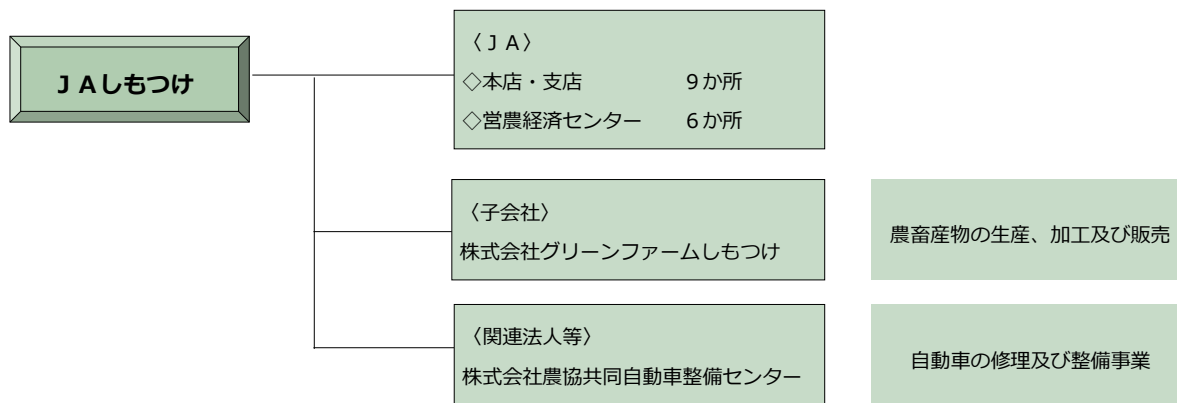 ＪＡしもつけ
〈ＪＡ〉
◇本店・支店　　　　　９か所
◇営農経済センター　　６か所
〈子会社〉
株式会社グリーンファームしもつけ
農畜産物の生産、加工及び販売
〈関連法人等〉
株式会社農協共同自動車整備センター
自動車の修理及び整備事業